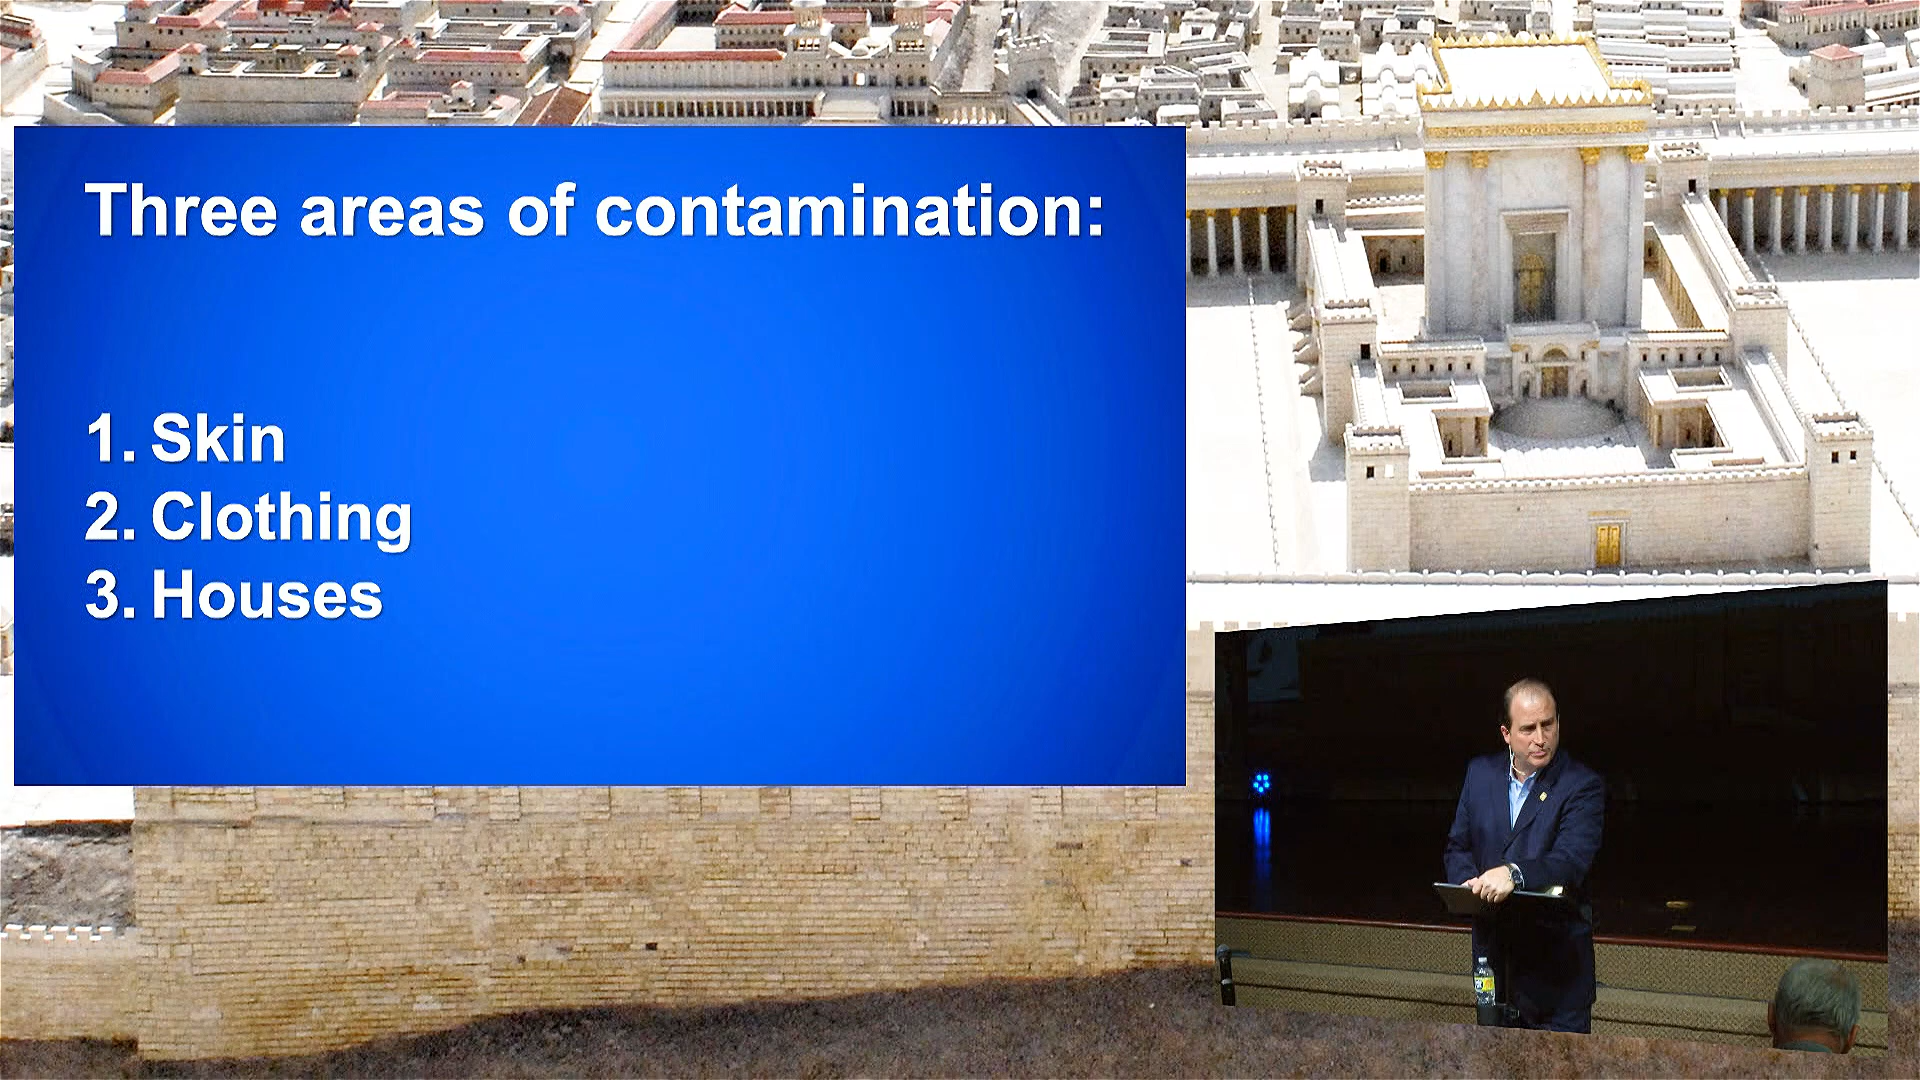 Three areas of contamination:
1. Skin
2. Clothing
3. Houses